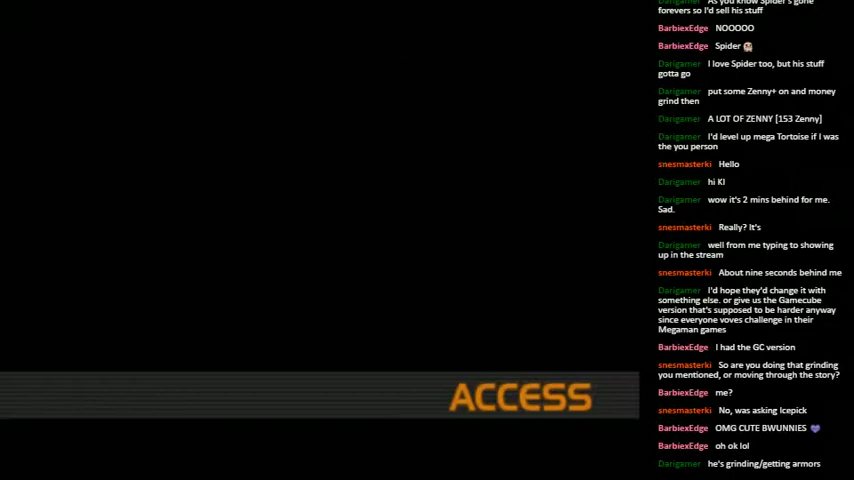 Darigamer As you know Spider's gone
forevers so I'd sell his stuff
BarbiexEdge NOOOOO
BarbiexEdge Spider
Darigamer I love Spider too, but his stuff
gotta go
Darigamer put some Zenny+ on and money
grind then
Darigamer A LOT OF ZENNY [153 Zenny]
Darigamer I'd level up mega Tortoise if I was
the you person
snesmasterki Hello
Darigamer hi KI
Darigamer wow it's 2 mins behind for me.
Sad.
snesmasterki Really? It's
Darigamer well from me typing to showing
up in the stream
snesmasterki About nine seconds behind me
Darigamer I'd hope they'd change it with
something else. or give us the Gamecube
version that's supposed to be harder anyway
since everyone voves challenge in their
Megaman games
BarbiexEdge I had the GC version
snesmasterki So are you doing that grinding
you mentioned, or moving through the story?
BarbiexEdge me?
snesmasterki No, was asking Icepick
BarbiexEdge OMG CUTE BWUNNIES
BarbiexEdge oh ok lol
Darigamer he's grinding/getting armors
ACCESS